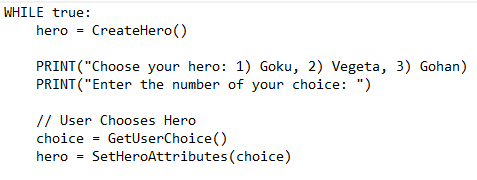 WHILE true:
    hero = CreateHero()

    PRINT("Choose your hero: 1) Goku, 2) Vegeta, 3) Gohan)
    PRINT("Enter the number of your choice: ")

    // User Chooses Hero
    choice = GetUserChoice()
    hero = SetHeroAttributes(choice)